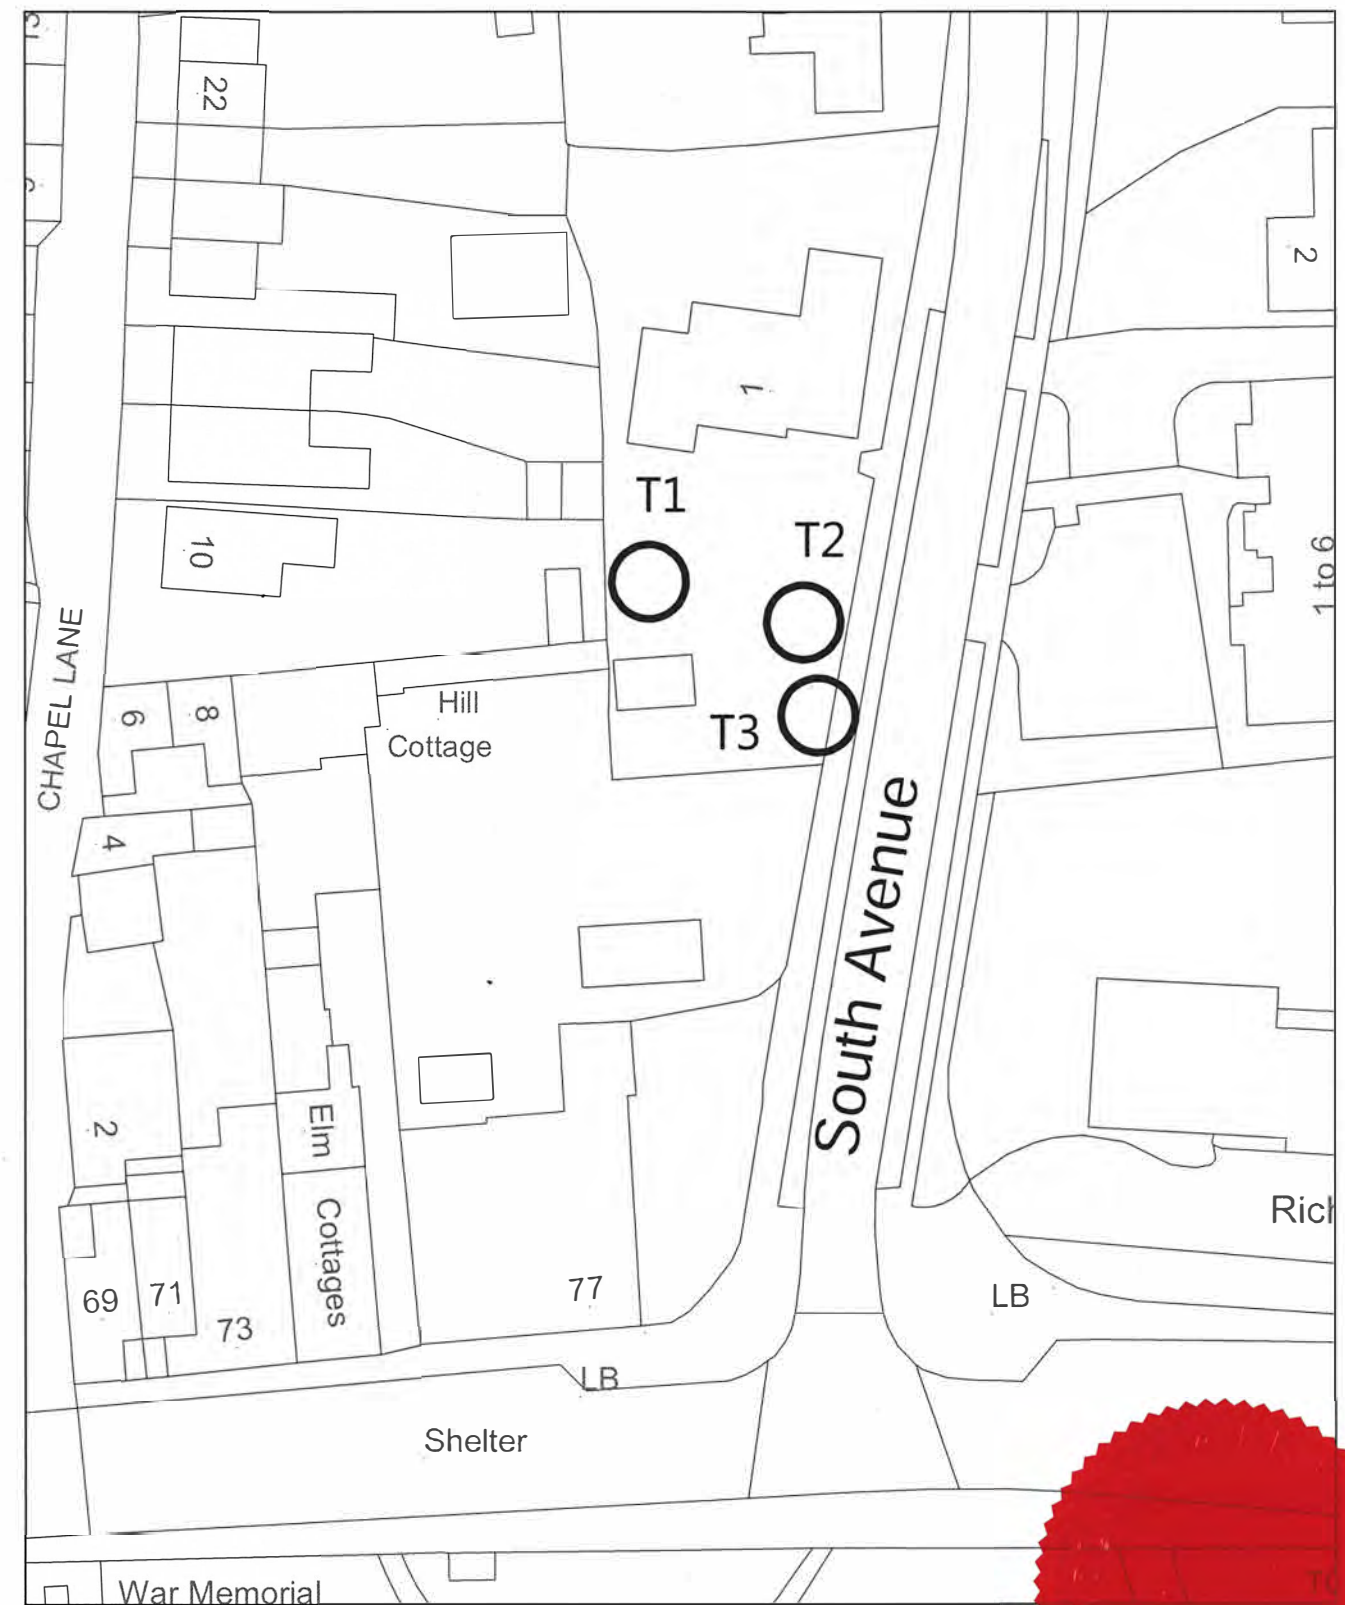 22
2
1
T1
T2
10
1 to 6
CHAPEL LANE
Hill
Cottage
6
8
T3
4
South Avenue
2
Elm
Cottages
Rich
69
71
73
77
LB
LB
Shelter
War Memorial